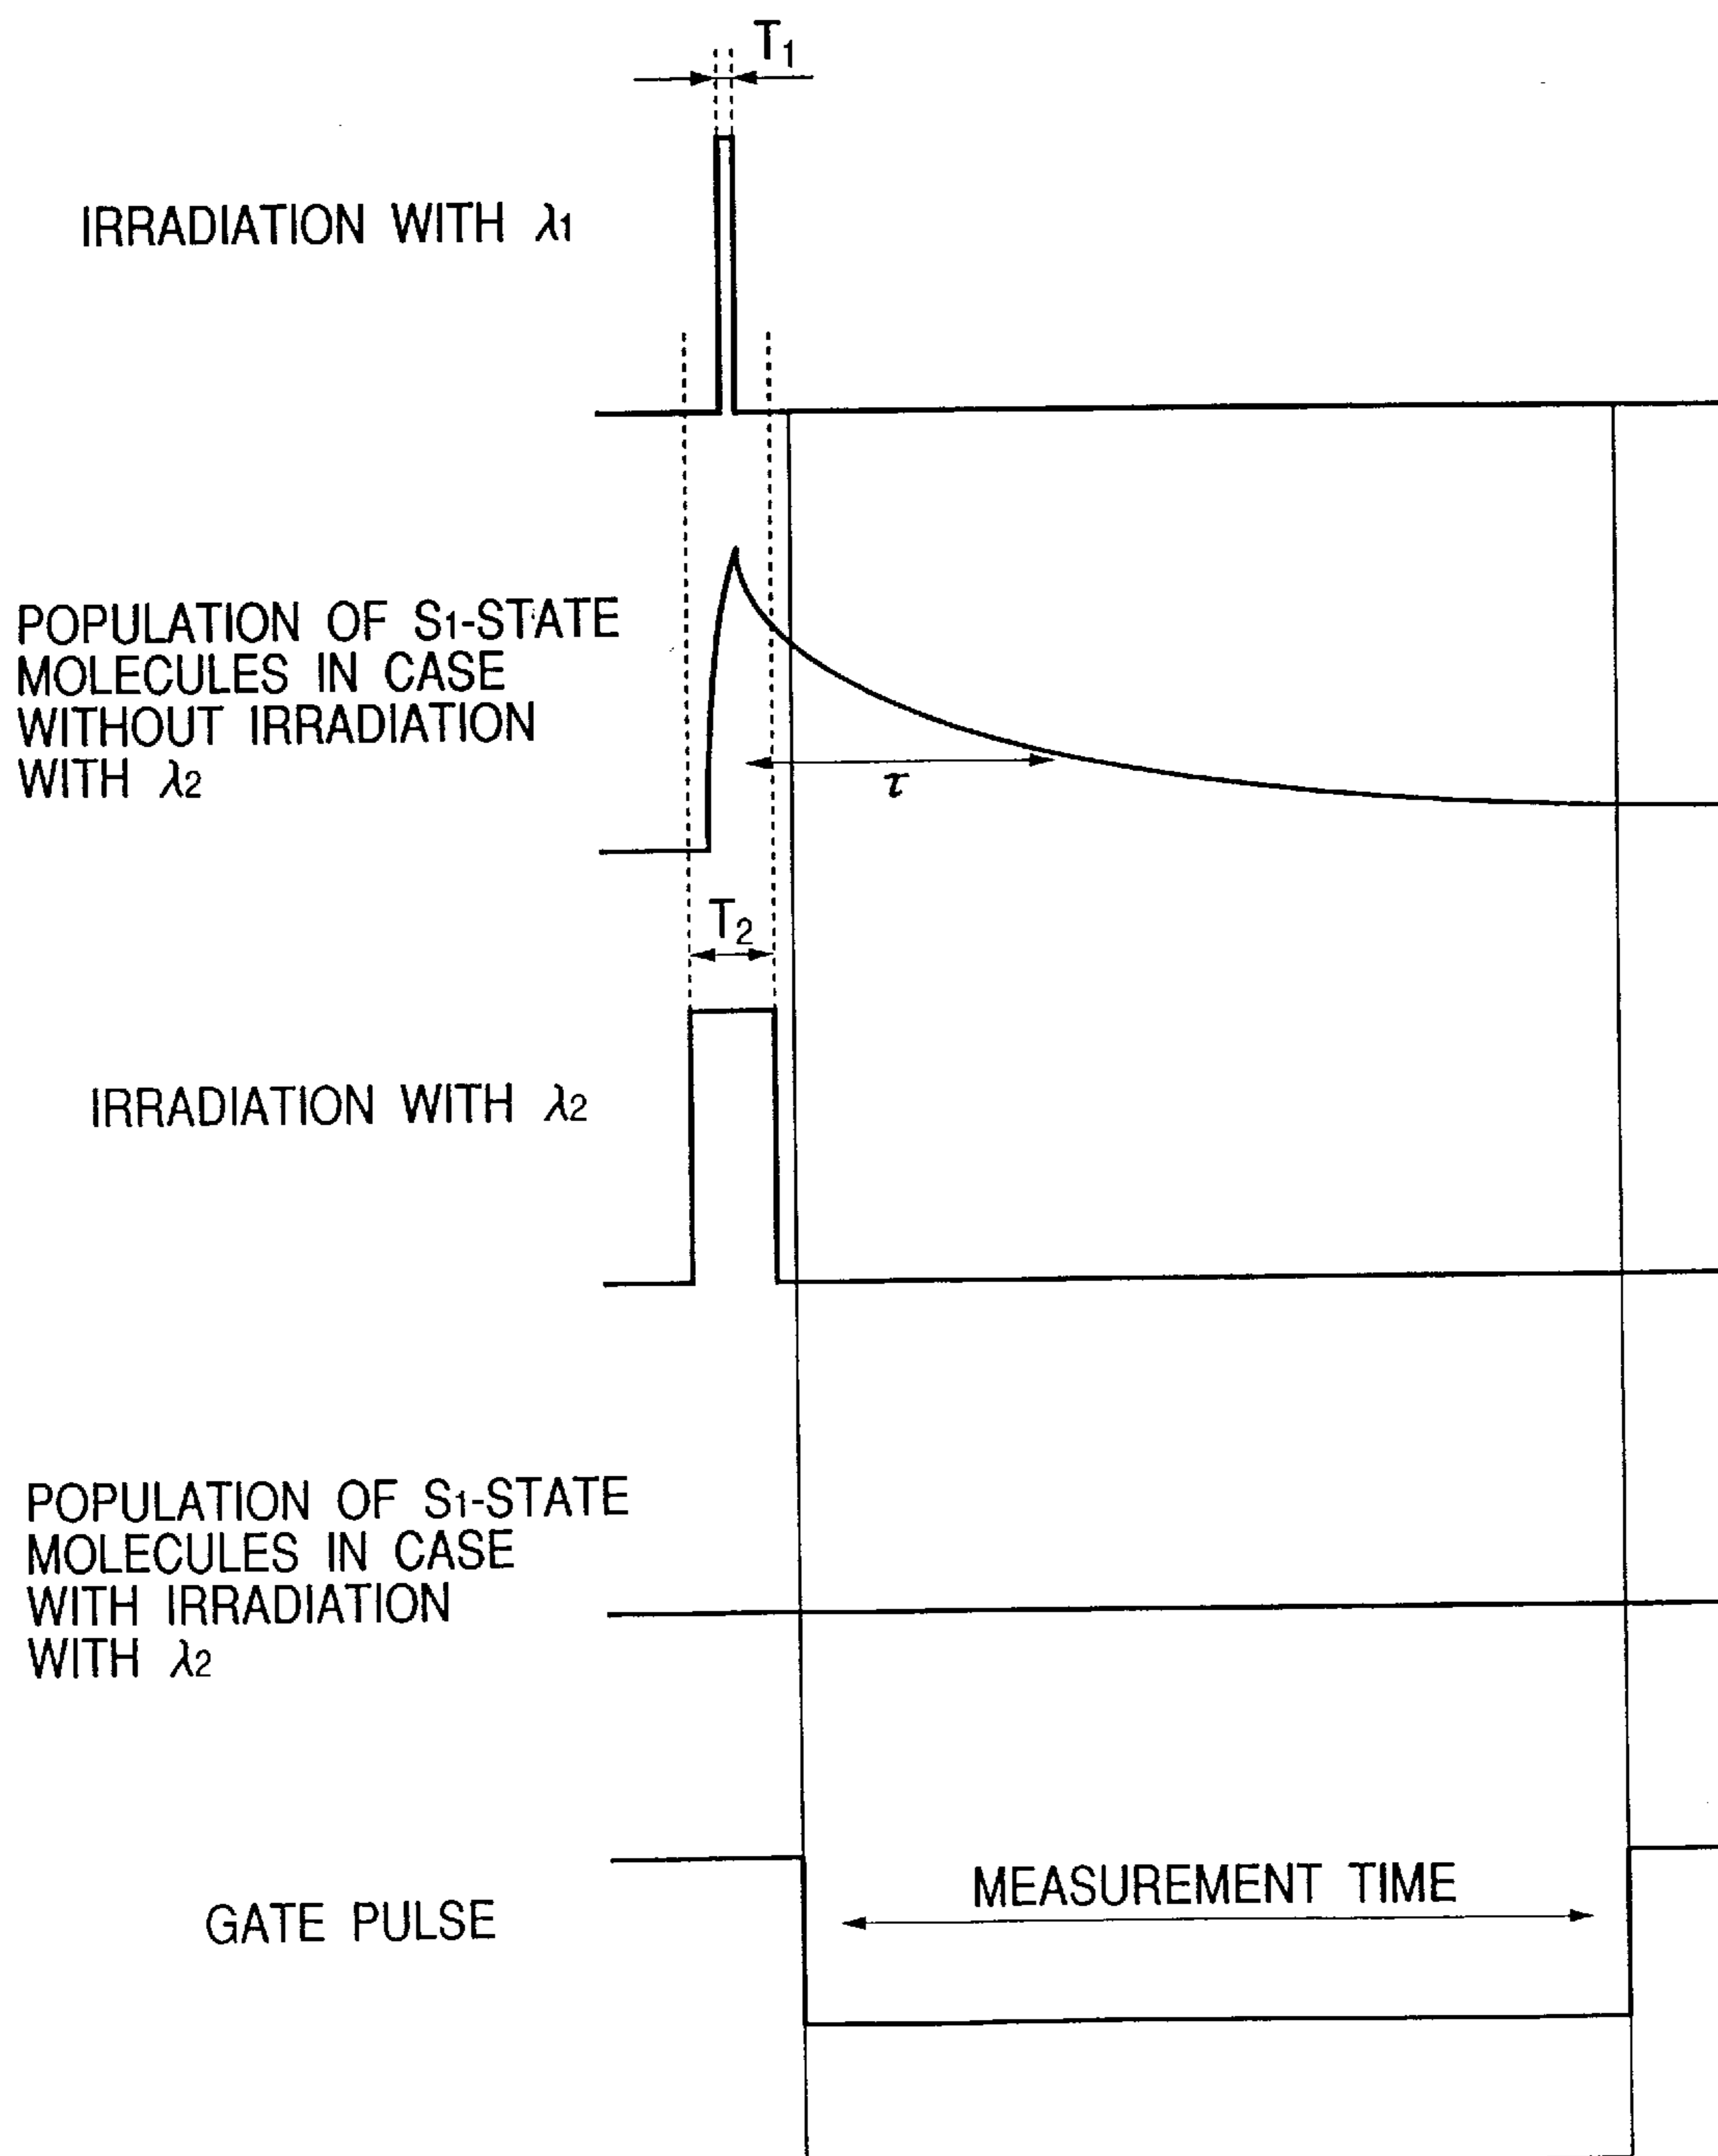 T1
IRRADIATION WITH λ1
POPULATION OF S1-STATE
MOLECULES IN CASE
WITHOUT IRRADIATION
WITH λ2
τ
T2
IRRADIATION WITH λ2
POPULATION OF S1-STATE
MOLECULES IN CASE
WITH IRRADIATION
WITH λ2
MEASUREMENT TIME
GATE PULSE